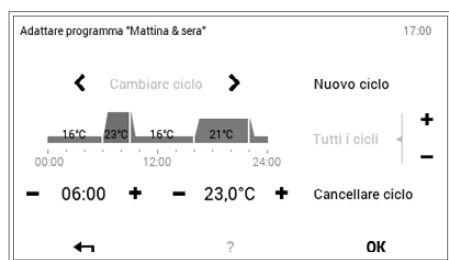 Adattare programma "Mattina & sera" 17:00
Cambiare ciclo Nuovo ciclo
16°C 23°C 16°C 21°C
Tutti i cicli
00:00 12:00 24:00
06:00 23,0°C Cancellare ciclo
? OK